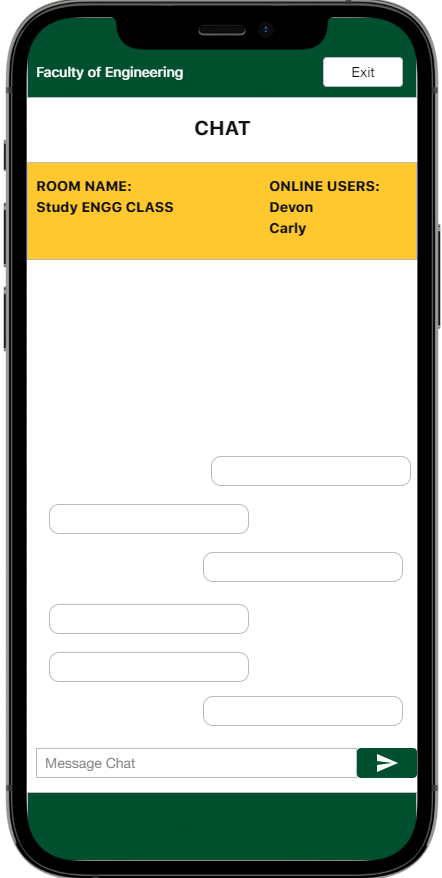 Faculty of Engineering
Exit
CHAT
ROOM NAME:
Study ENGG CLASS
ONLINE USERS:
Devon
Carly
Message Chat